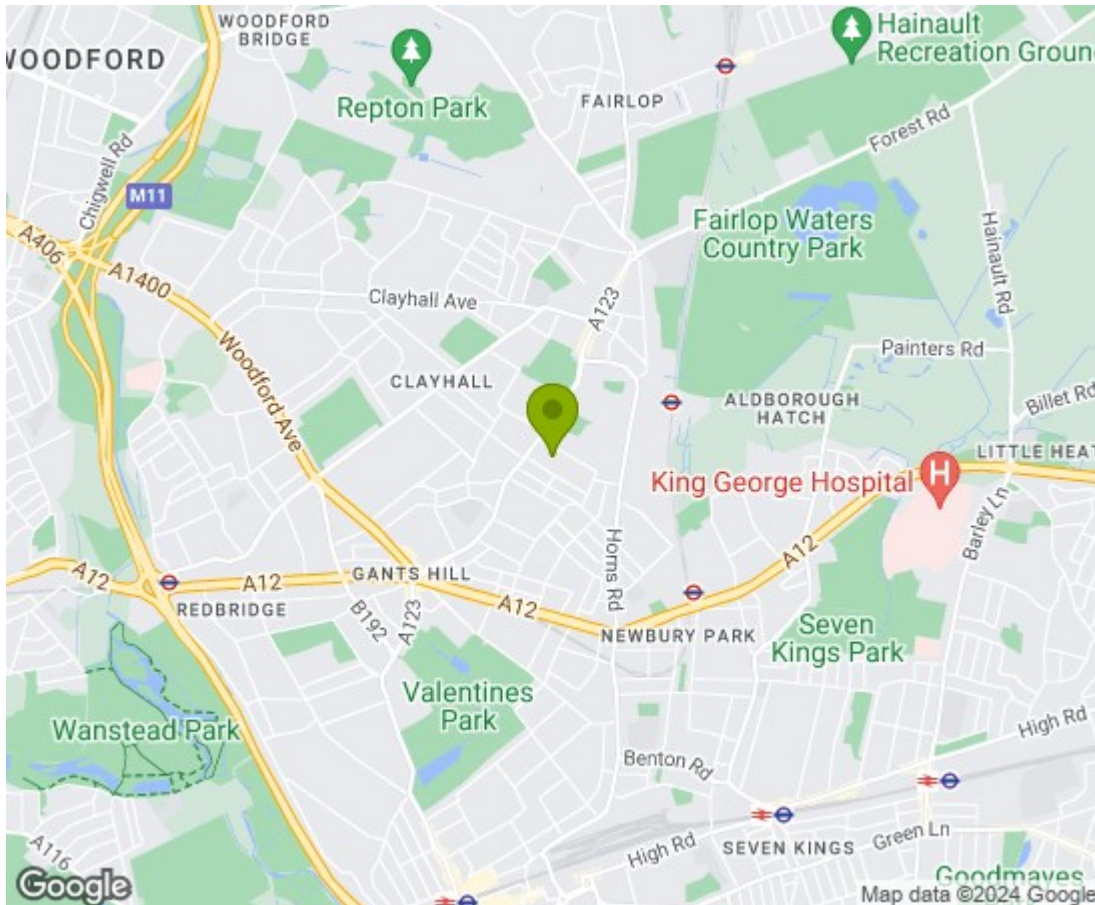 WOODFORD
BRIDGE
WOODFORD
Hainault
Recreation Ground
Repton Park
FAIRLOP
Forest Rd
Chigwell Rd
M11
A406
A1400
Fairlop Waters
Country Park
Hainault Rd
Clayhall Ave
A123
Woodford Ave
Painters Rd
CLAYHALL
ALDBOROUGH
HATCH
Billet Rd
LITTLE HEAT
King George Hospital
H
Barley Ln
Horns Rd
A12
A12
A12
GANTS HILL
A12
REDBRIDGE
B192
A123
NEWBURY PARK
Seven
Kings Park
Valentines
Park
Wanstead Park
High Rd
Benton Rd
A116
High Rd
SEVEN KINGS
Green Ln
Goodmayes
Google
Map data ©2024 Google